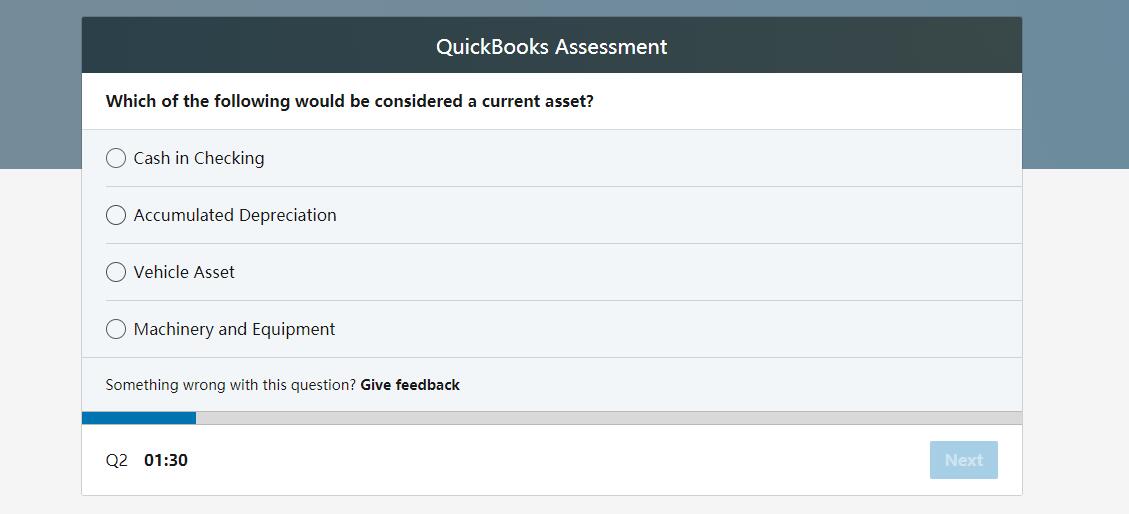 QuickBooks Assessment
Which of the following would be considered a current asset?
Cash in Checking
Accumulated Depreciation
Vehicle Asset
Machinery and Equipment
Something wrong with this question? Give feedback
Q2 01:30 Next